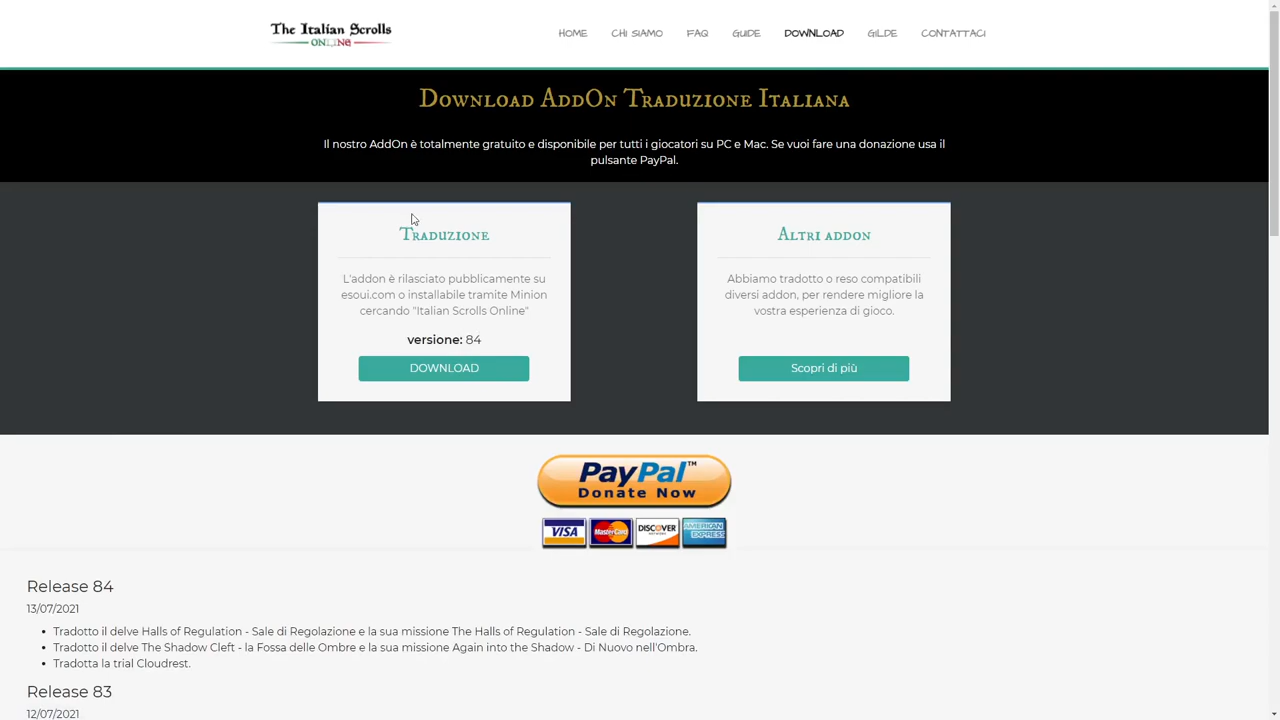 The Italian Scrolls
ONLINE
HOME CHI SIAMO FAQ GUIDE DOWNLOAD GILDE CONTATTACI
Download AddOn Traduzione Italiana
Il nostro AddOn è totalmente gratuito e disponibile per tutti i giocatori su PC e Mac. Se vuoi fare una donazione usa il
pulsante PayPal.
Traduzione
L'addon è rilasciato pubblicamente su
esoui.com o installabile tramite Minion
cercando "Italian Scrolls Online"
versione: 84
DOWNLOAD
Altri addon
Abbiamo tradotto o reso compatibili
diversi addon, per rendere migliore la
vostra esperienza di gioco.
Scopri di più
PayPal™
Donate Now
VISA MasterCard DISCOVER NETWORK AMERICAN EXPRESS
Release 84
13/07/2021
• Tradotto il delve Halls of Regulation - Sale di Regolazione e la sua missione The Halls of Regulation - Sale di Regolazione.
• Tradotto il delve The Shadow Cleft - la Fossa delle Ombre e la sua missione Again into the Shadow - Di Nuovo nell'Ombra.
• Tradotta la trial Cloudrest.
Release 83
12/07/2021